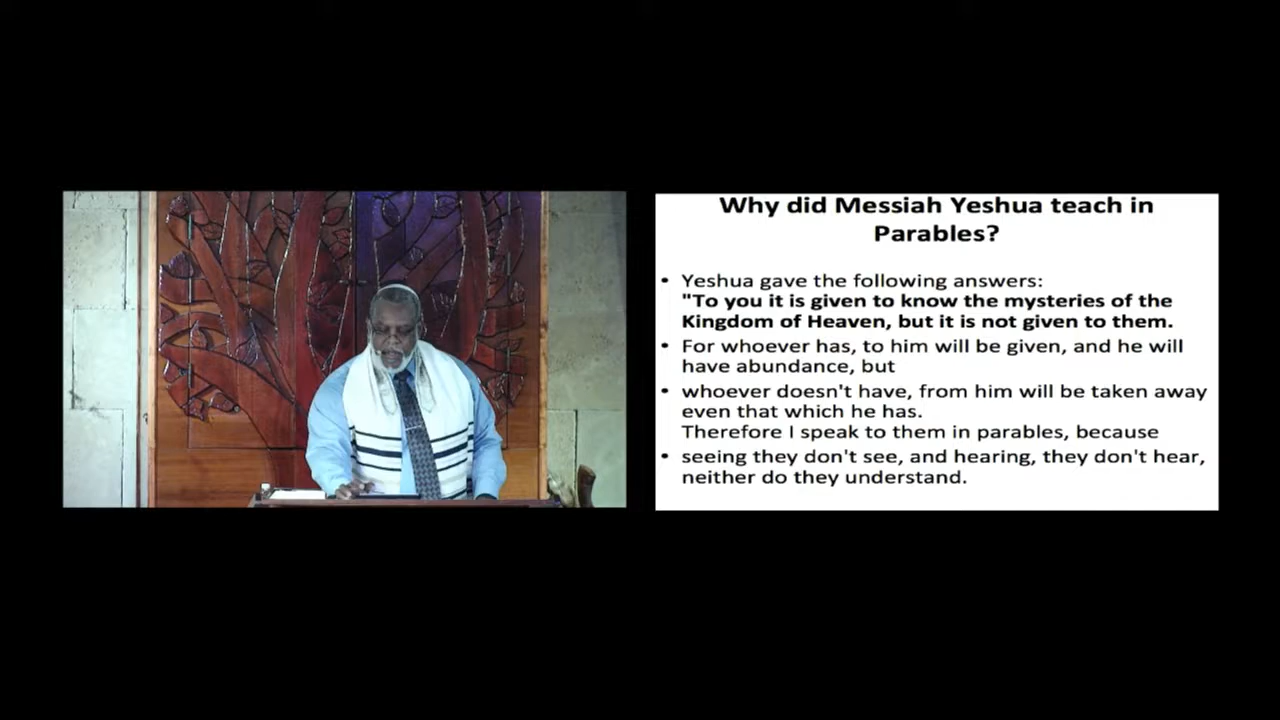 Why did Messiah Yeshua teach in
Parables?
• Yeshua gave the following answers:
"To you it is given to know the mysteries of the
Kingdom of Heaven, but it is not given to them.
• For whoever has, to him will be given, and he will
have abundance, but
• whoever doesn't have, from him will be taken away
even that which he has.
Therefore I speak to them in parables, because
• seeing they don't see, and hearing, they don't hear,
neither do they understand.